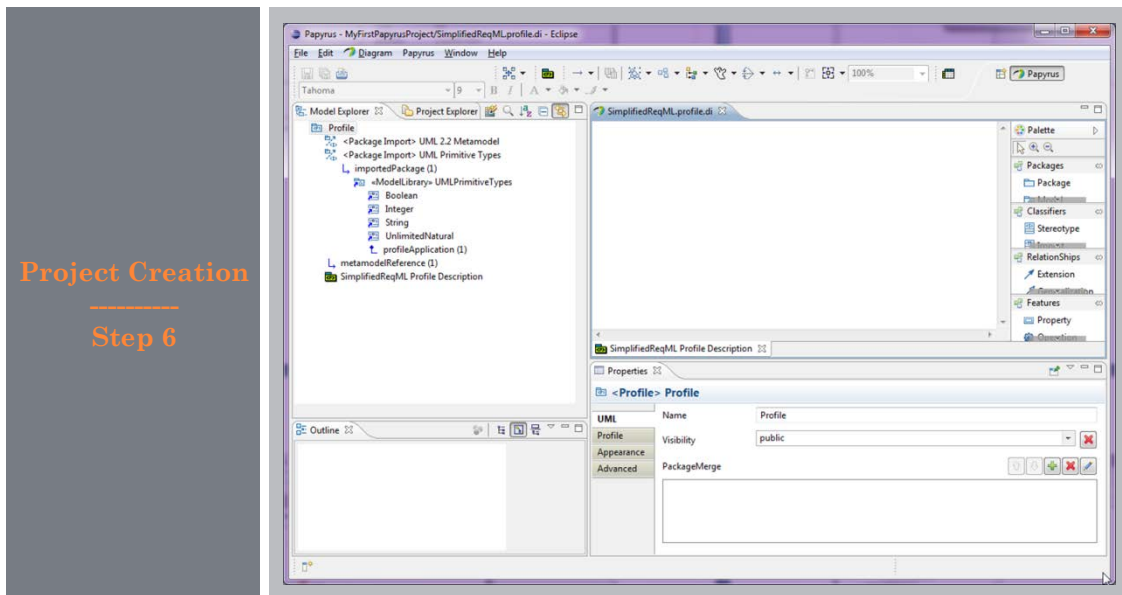 Project Creation
----------
Step 6
Papyrus - MyFirstPapyrusProject/SimplifiedReqML.profile.di - Eclipse
File Edit Diagram Papyrus Window Help
100%
Papyrus
Tahoma 9 B I A
Model Explorer Project Explorer
Profile
<Package Import> UML 2.2 Metamodel
<Package Import> UML Primitive Types
importedPackage (1)
«ModelLibrary» UMLPrimitiveTypes
Boolean
Integer
String
UnlimitedNatural
profileApplication (1)
metamodelReference (1)
SimplifiedReqML Profile Description
Outline
SimplifiedReqML.profile.di
Palette
Packages
Package
Classifiers
Stereotype
RelationShips
Extension
Features
Property
SimplifiedReqML Profile Description
Properties
<Profile> Profile
UML
Profile
Appearance
Advanced
Name Profile
Visibility public
PackageMerge